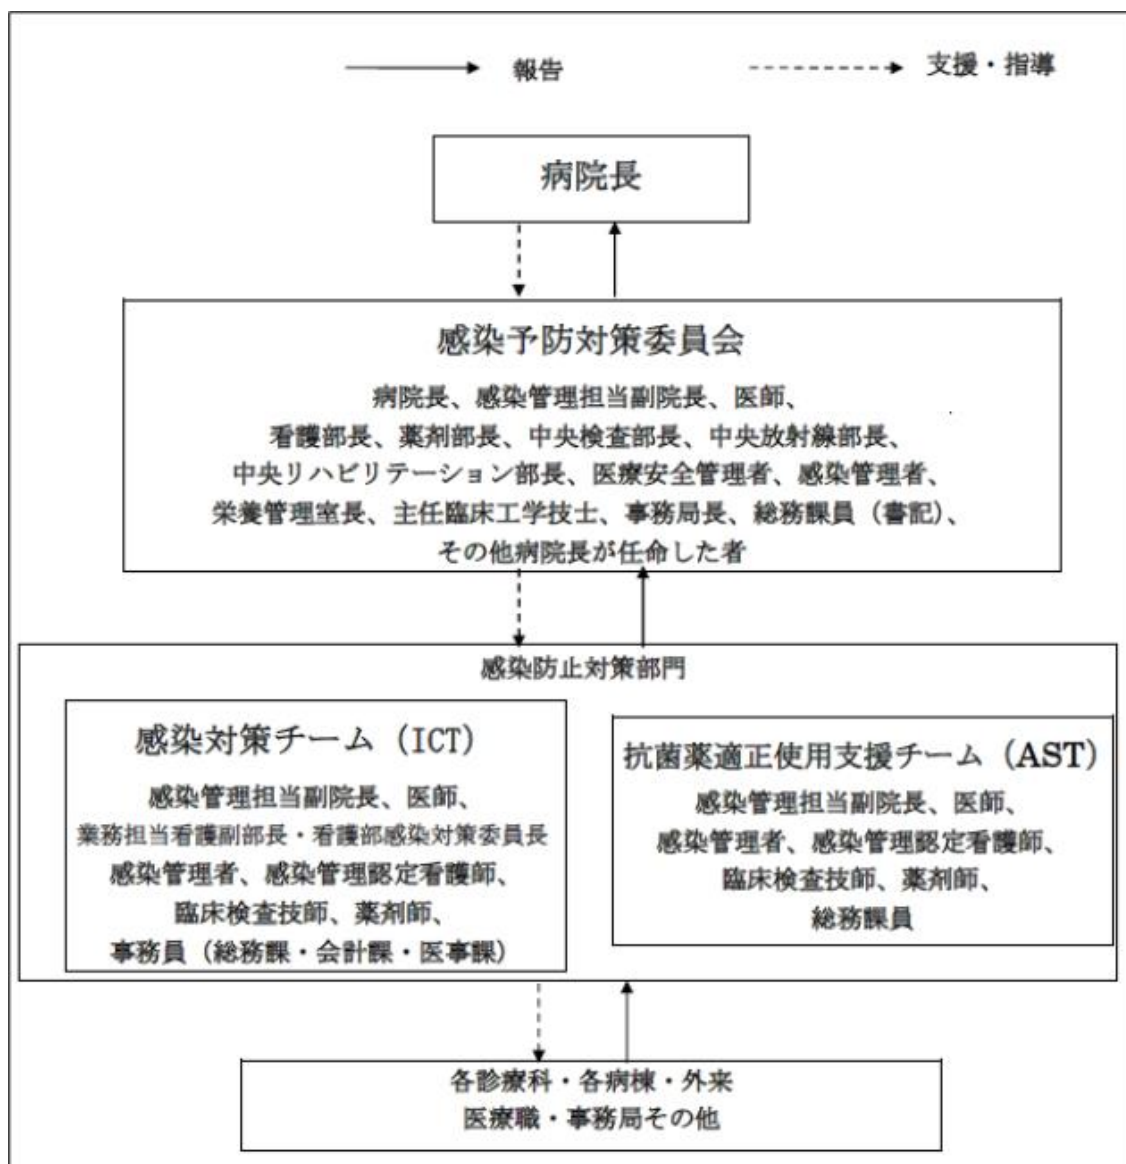 報告
支援・指導
病院長
感染予防対策委員会
病院長、感染管理担当副院長、医師、
看護部長、薬剤部長、中央検査部長、中央放射線部長、
中央リハビリテーション部長、医療安全管理者、感染管理者、
栄養管理室長、主任臨床工学技士、事務局長、総務課員（書記）、
その他病院長が任命した者
感染防止対策部門
感染対策チーム（ICT）
感染管理担当副院長、医師、
業務担当看護副部長・看護部感染対策委員長
感染管理者、感染管理認定看護師、
臨床検査技師、薬剤師、
事務員（総務課・会計課・医事課）
抗菌薬適正使用支援チーム（AST）
感染管理担当副院長、医師、
感染管理者、感染管理認定看護師、
臨床検査技師、薬剤師、
総務課員
各診療科・各病棟・外来
医療職・事務局その他